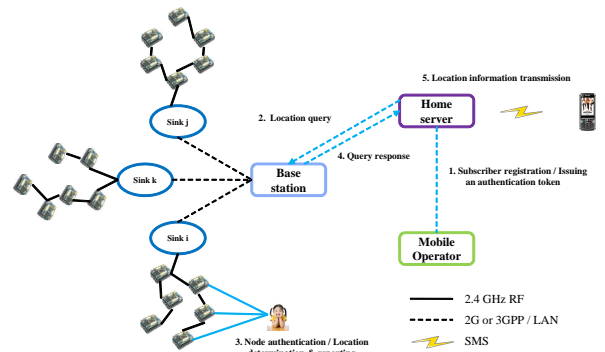 5. Location information transmission
Sink j
2. Location query
Home
server
4. Query response
Sink k
Base
station
1. Subscriber registration / Issuing
an authentication token
Sink i
Mobile
Operator
2.4 GHz RF
2G or 3GPP / LAN
3. Node authentication / Location
determination & reporting
SMS